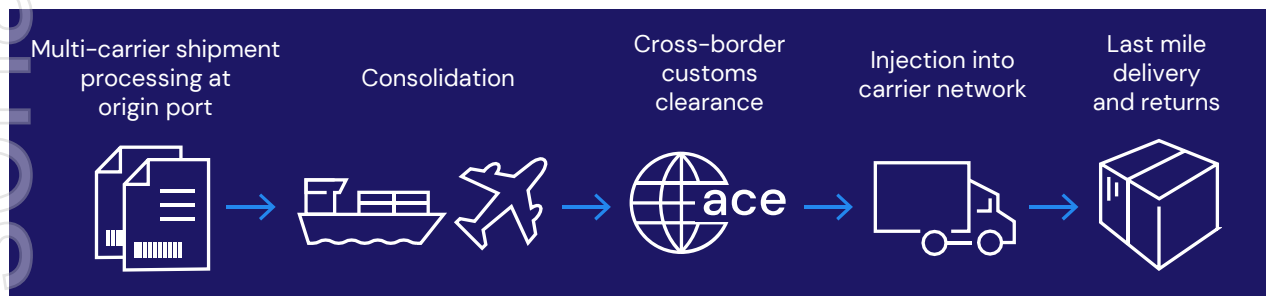 Multi-carrier shipment
processing at
origin port
Consolidation
Cross-border
customs
clearance
Injection into
carrier network
Last mile
delivery
and returns
ace